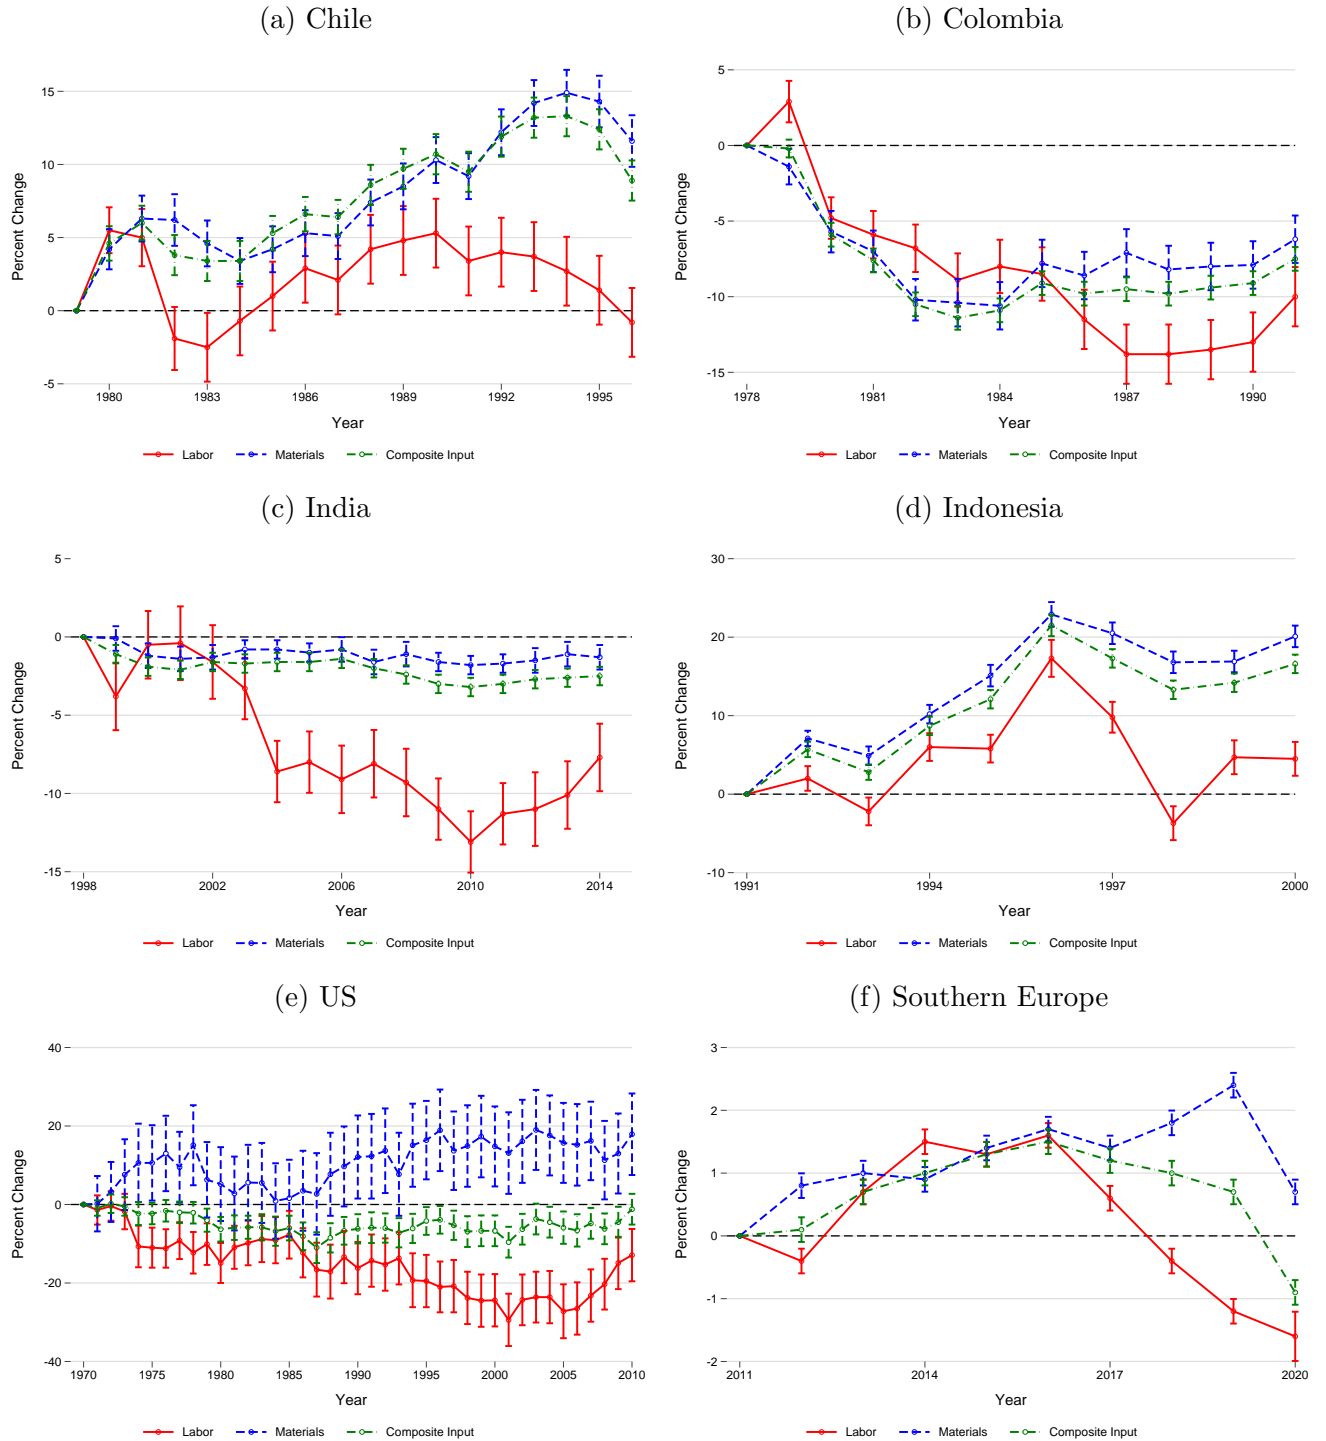 (a) Chile
(b) Colombia
Percent Change
15
10
5
0
-5
1980 1983 1986 1989 1992 1995
Year
Labor Materials Composite Input
Percent Change
5
0
-5
-10
-15
1978 1981 1984 1987 1990
Year
Labor Materials Composite Input
(c) India
(d) Indonesia
Percent Change
5
0
-5
-10
-15
1998 2002 2006 2010 2014
Year
Labor Materials Composite Input
Percent Change
30
20
10
0
-10
1991 1994 1997 2000
Year
Labor Materials Composite Input
(e) US
(f) Southern Europe
Percent Change
40
20
0
-20
-40
1970 1975 1980 1985 1990 1995 2000 2005 2010
Year
Labor Materials Composite Input
Percent Change
3
2
1
0
-1
-2
2011 2014 2017 2020
Year
Labor Materials Composite Input